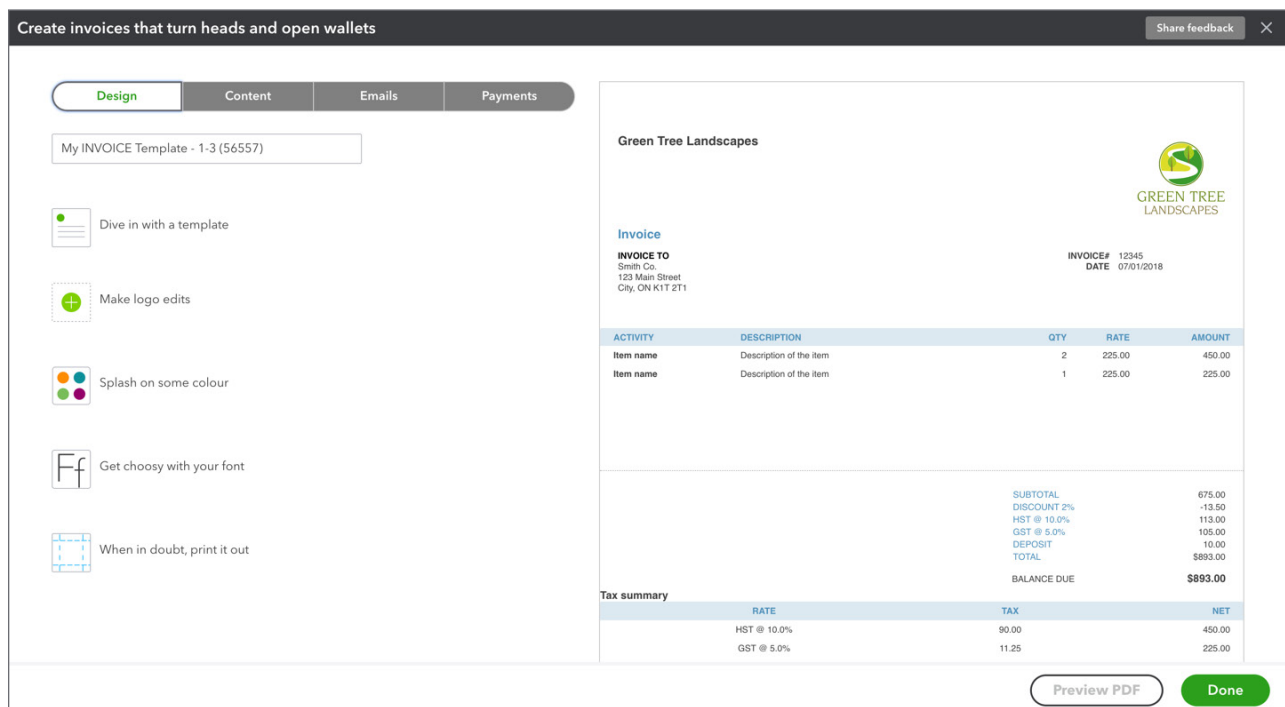 Create invoices that turn heads and open wallets
Share feedback
Design Content Emails Payments
My INVOICE Template - 1-3 (56557)
Dive in with a template
Make logo edits
Splash on some colour
Ff
Get choosy with your font
When in doubt, print it out
Green Tree Landscapes
GREEN TREE
LANDSCAPES
Invoice
INVOICE TO
Smith Co.
123 Main Street
City, ON K1T 2T1
INVOICE# 12345
DATE 07/01/2018
ACTIVITY DESCRIPTION QTY RATE AMOUNT
Item name Description of the item 2 225.00 450.00
Item name Description of the item 1 225.00 225.00
SUBTOTAL 675.00
DISCOUNT 2% -13.50
HST @ 10.0% 113.00
GST @ 5.0% 105.00
DEPOSIT 10.00
TOTAL $893.00
BALANCE DUE $893.00
Tax summary
RATE TAX NET
HST @ 10.0% 90.00 450.00
GST @ 5.0% 11.25 225.00
Preview PDF Done